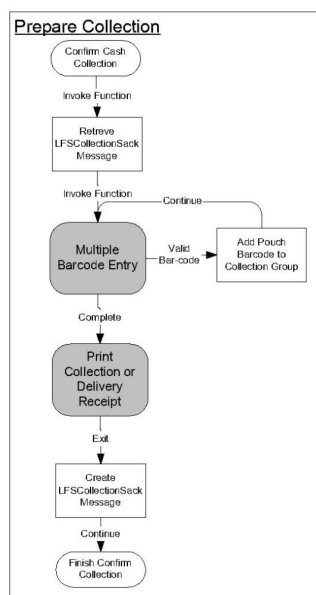 Prepare Collection
Confirm Cash
Collection
Invoke Function
Retreve
LFSCollectionSack
Message
Invoke Function
Continue
Multiple
Barcode Entry
Valid
Bar-code
Add Pouch
Barcode to
Collection Group
Complete
Print
Collection or
Delivery
Receipt
Exit
Create
LFSCollectionSack
Message
Continue
Finish Confirm
Collection